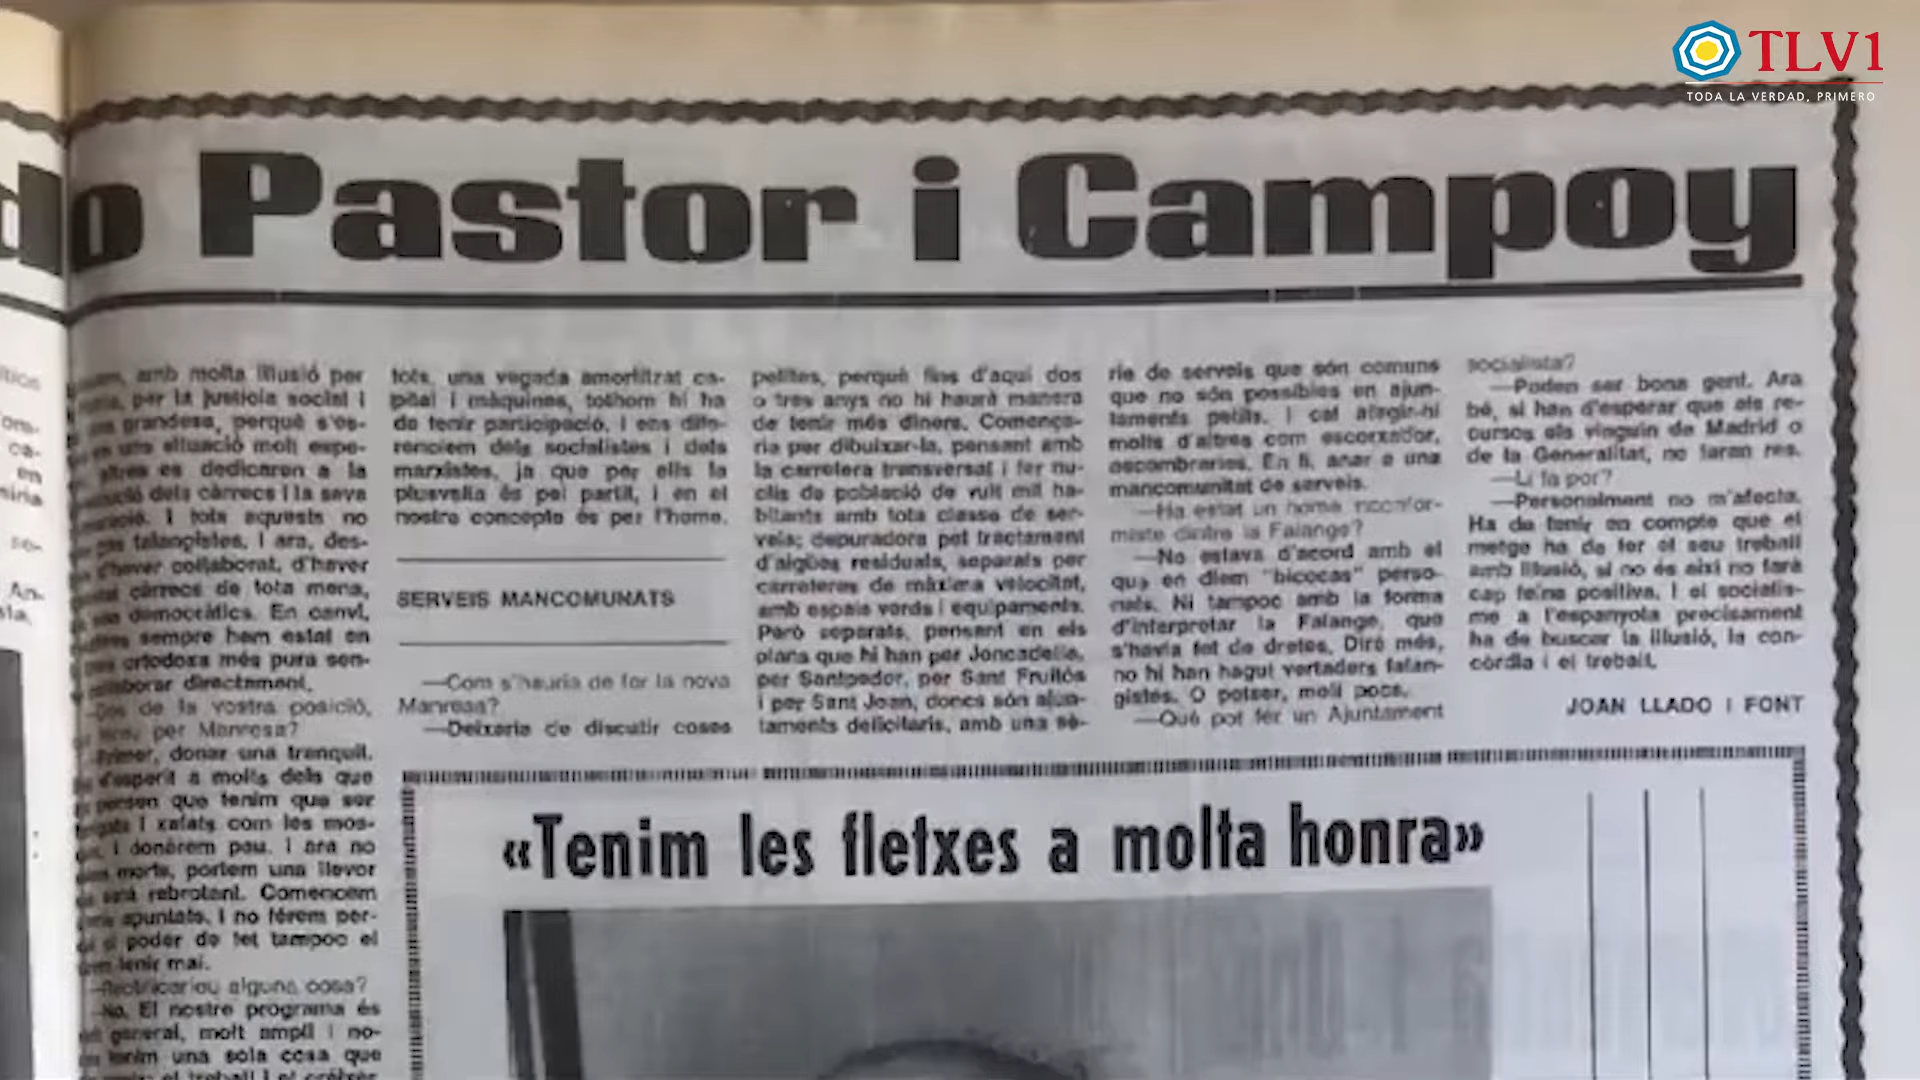 TLV1
TODA LA VERDAD, PRIMERO
do Pastor i Campoy
amb molta il·lusió per
per la justícia social i
grandesa, perquè s'es-
una situació molt espe-
es dedicaren a la
dels càrrecs i la seva
I tots aquests no
falangistes. I ara, des-
d'haver col·laborat, d'haver
càrrecs de tota mena,
democràtics. En canvi,
sempre hem estat en
ortodoxa més pura sen-
directament.
de la vostra posició,
per Manresa?
Primer, donar una tranquil.
d'esperit a molts dels que
pensen que tenim que ser
i xafats com les mos-
i donàrem pau. I ara no
morts, portem una llevor
rebrotant. Comencem
apuntats. I no fórem per-
poder de fet tampoc el
tenir mai.
Rectificaríeu alguna cosa?
—No. El nostre programa és
general, molt ampli i no-
tenim una sola cosa que
el treball i el
tots, una vegada amortitzat ca-
pital i màquines, tothom hi ha
de tenir participació. I ens dife-
renciem dels socialistes i dels
marxistes, ja que per ells la
plusvalia és pel partit, i en el
nostre concepte és per l'home.
SERVEIS MANCOMUNATS
—Com s'hauria de fer la nova
Manresa?
—Deixaria de discutir coses
petites, perquè fins d'aquí dos
o tres anys no hi haurà manera
de tenir més diners. Començа-
ria per dibuixar-la, pensant amb
la carretera transversal i fer nu-
clis de població de vuit mil ha-
bitants amb tota classe de ser-
veis; depuradora pel tractament
d'aigües residuals, separats per
carreteres de màxima velocitat,
amb espais verds i equipaments.
Però separats, pensant en els
plans que hi han per Joncadella,
per Santpedor, per Sant Fruitós
i per Sant Joan, doncs són ajun-
taments deficitaris, amb una sè-
rie de serveis que són comuns
que no són possibles en ajun-
taments petits. I cal afegir-hi
molts d'altres com escorxador,
escombraries. En fi, anar a una
mancomunitat de serveis.
—Ha estat un home inconfor-
miste dintre la Falange?
—No estava d'acord amb el
que en diem "bicocas" perso-
nals. Ni tampoc amb la forma
d'interpretar la Falange, que
s'havia fet de dretes. Diré més,
no hi han hagut vertaders falan-
gistes. O potser, molt pocs.
—Què pot fer un Ajuntament
socialista?
—Poden ser bona gent. Ara
bé, si han d'esperar que els re-
cursos els vinguin de Madrid o
de la Generalitat, no faran res.
—Li fa por?
—Personalment no m'afecta.
Ha de tenir en compte que el
metge ha de fer el seu treball
amb il·lusió, si no és així no farà
cap feina positiva. I el socialis-
me a l'espanyola precisament
ha de buscar la il·lusió, la con-
còrdia i el treball.
JOAN LLADO I FONT
«Tenim les fletxes a molta honra»